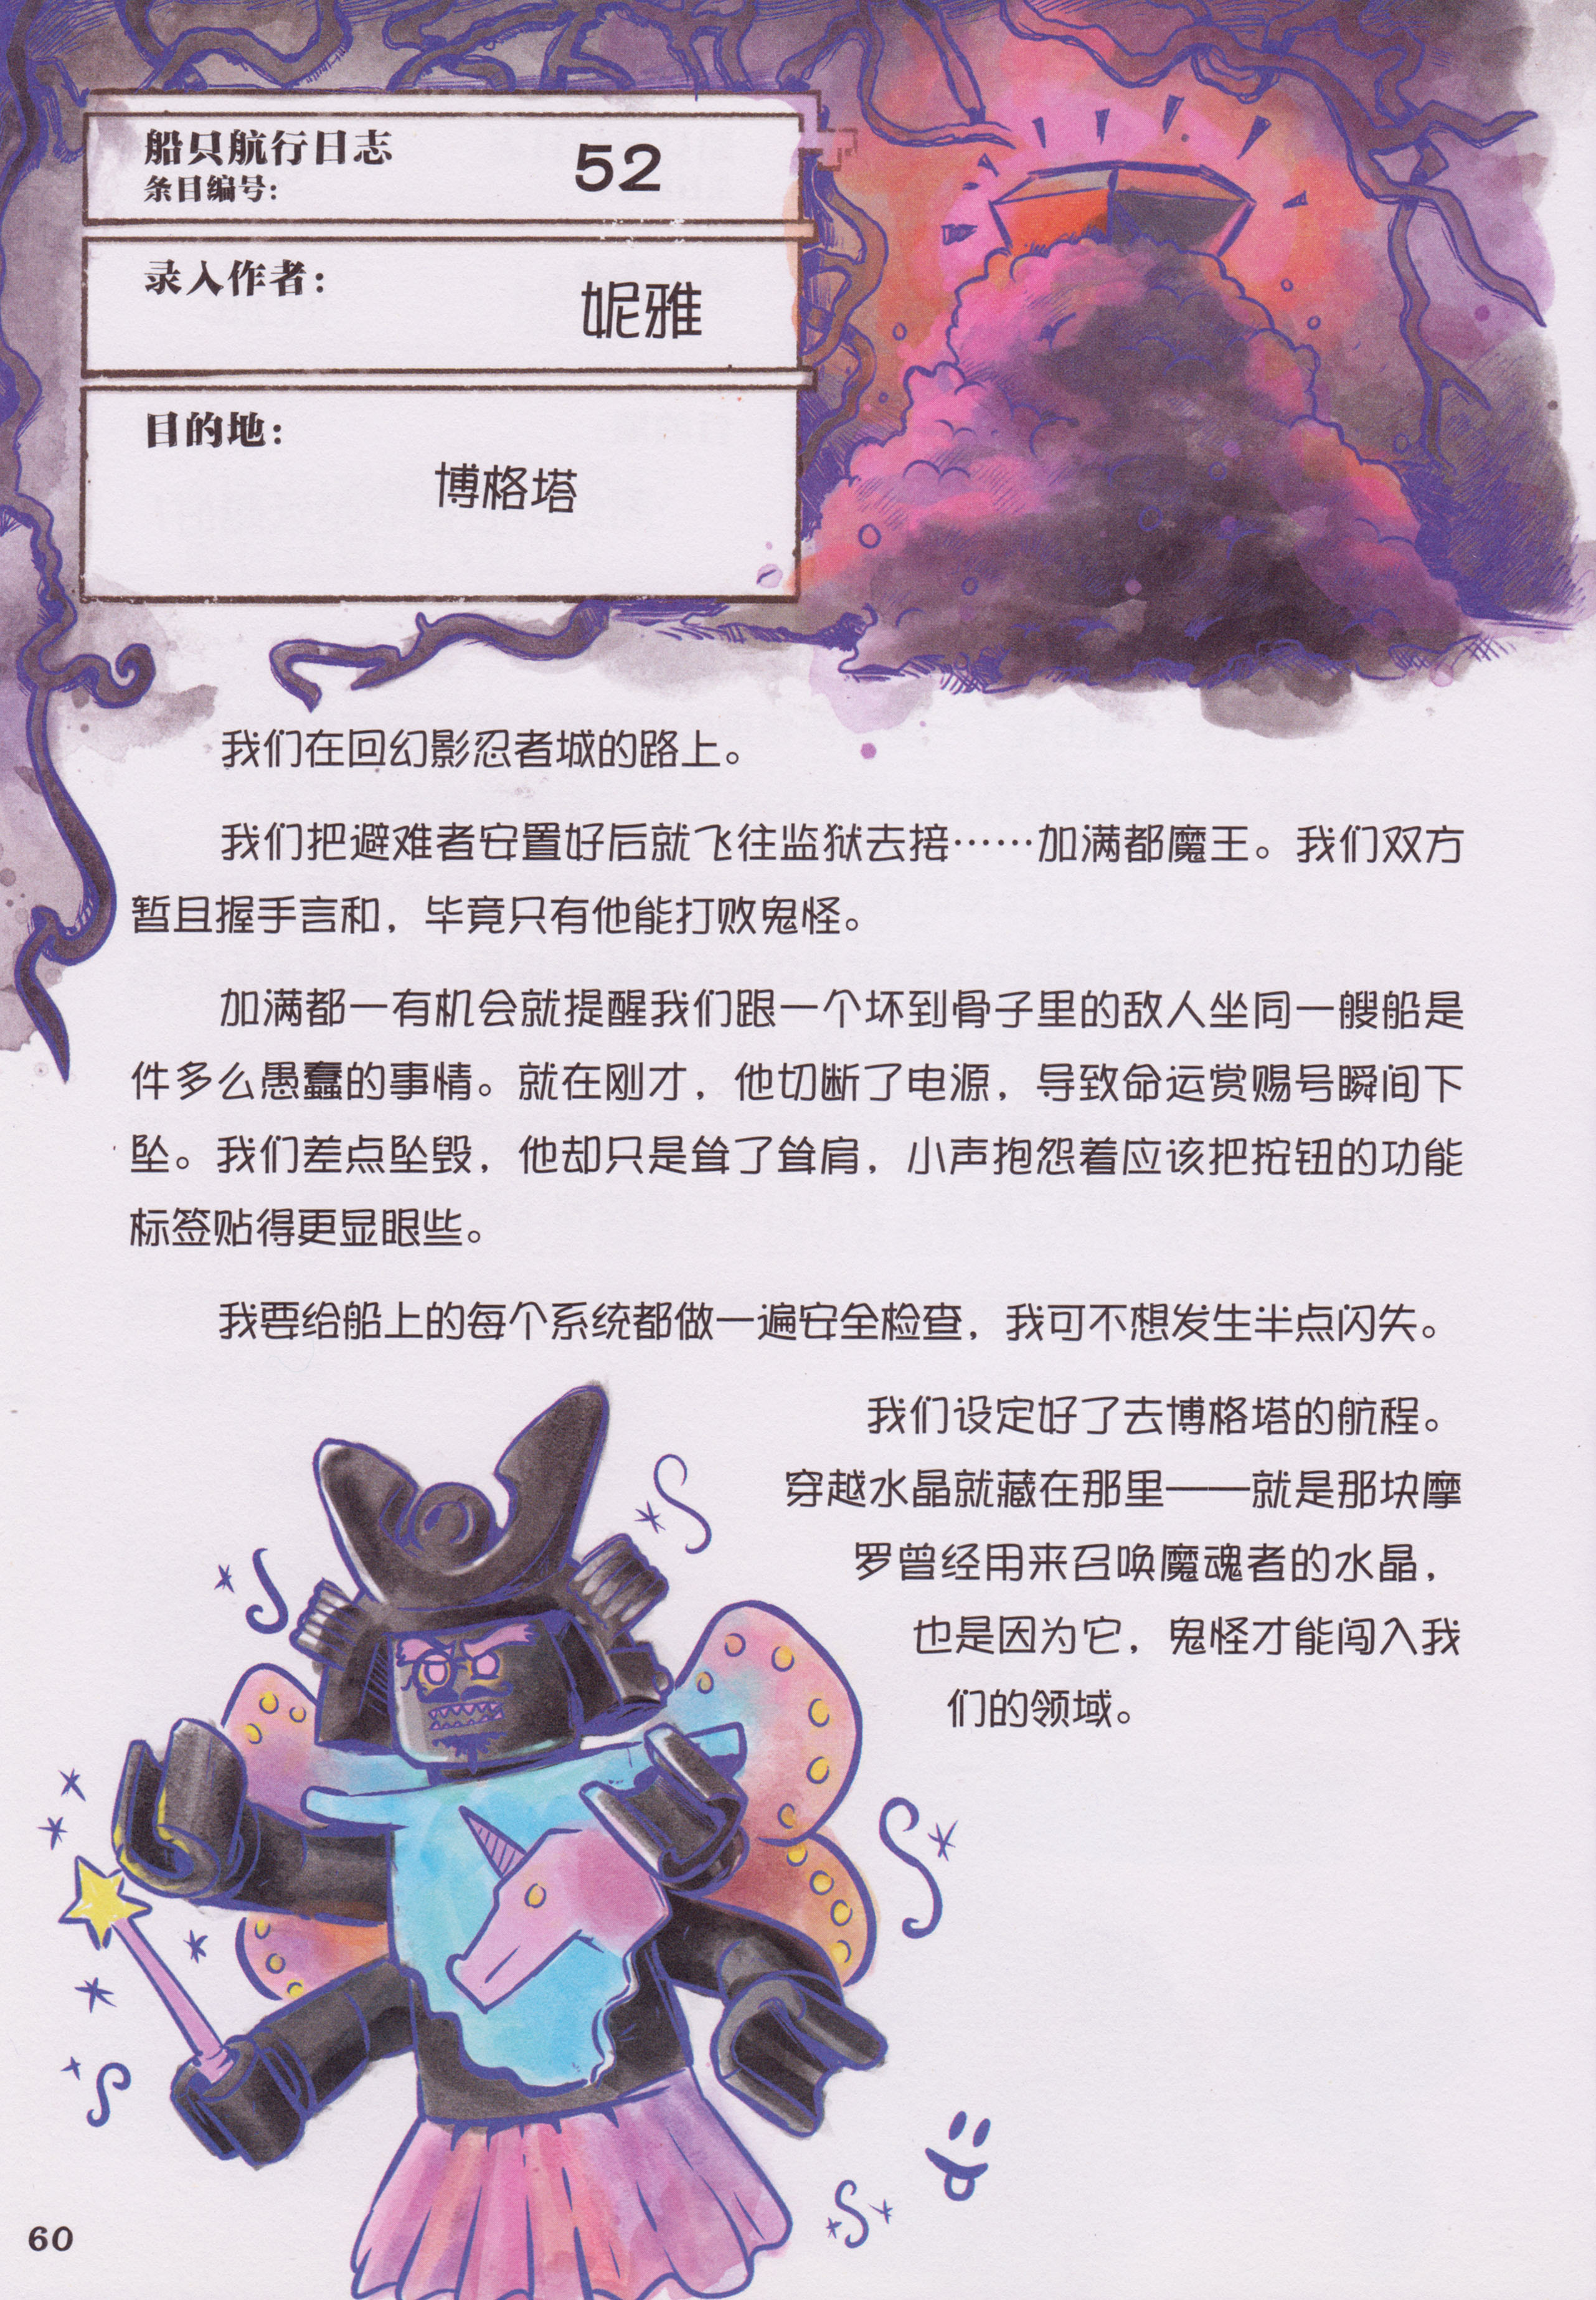 船只航行日志
条目编号: 52
录入作者: 妮雅
目的地:
博格塔
我们在回幻影忍者城的路上。
我们把避难者安置好后就飞往监狱去接……加满都魔王。我们双方
暂且握手言和，毕竟只有他能打败鬼怪。
加满都一有机会就提醒我们跟一个坏到骨子里的敌人坐同一艘船是
件多么愚蠢的事情。就在刚才，他切断了电源，导致命运赏赐号瞬间下
坠。我们差点坠毁，他却只是耸了耸肩，小声抱怨着应该把按钮的功能
标签贴得更显眼些。
我要给船上的每个系统都做一遍安全检查，我可不想发生半点闪失。
我们设定好了去博格塔的航程。
穿越水晶就藏在那里——就是那块摩
罗曾经用来召唤魔魂者的水晶，
也是因为它，鬼怪才能闯入我
们的领域。
60